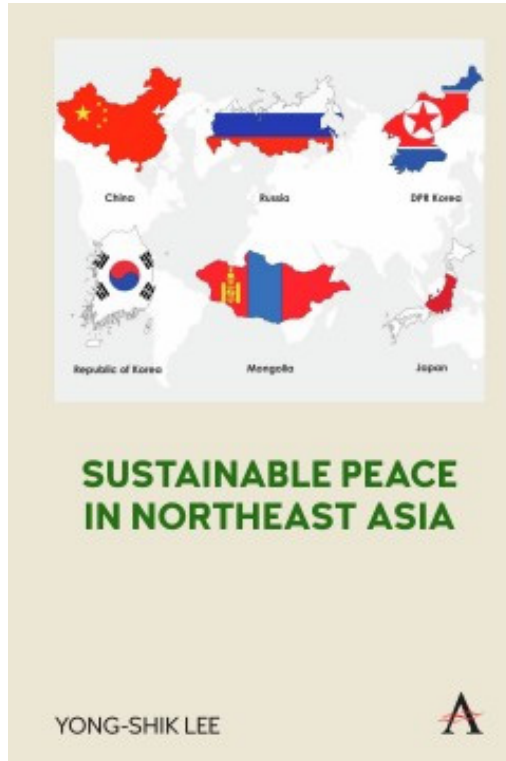 China Russia DPR Korea
Republic of Korea Mongolia Japan
SUSTAINABLE PEACE
IN NORTHEAST ASIA
YONG-SHIK LEE
A